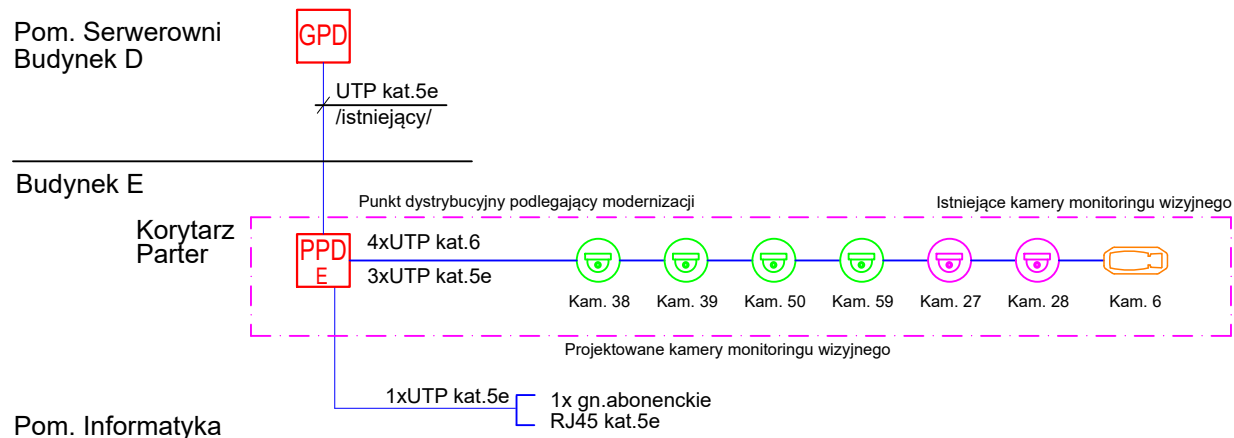 Pom. Serwerowni
Budynek D
GPD
UTP kat.5e
/istniejący/
Budynek E
Punkt dystrybucyjny podlegający modernizacji
Istniejące kamery monitoringu wizyjnego
Korytarz
Parter
PPD
E
4xUTP kat.6
3xUTP kat.5e
Kam. 38
Kam. 39
Kam. 50
Kam. 59
Kam. 27
Kam. 28
Kam. 6
Projektowane kamery monitoringu wizyjnego
1xUTP kat.5e
1x gn.abonenckie
RJ45 kat.5e
Pom. Informatyka